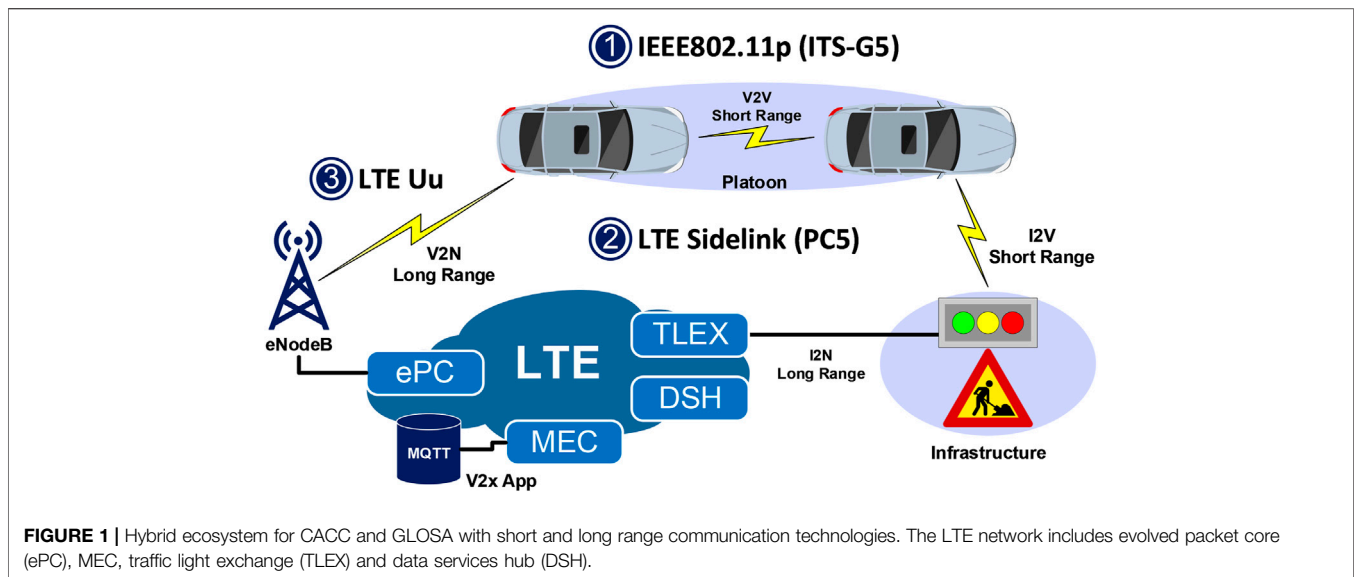 1 IEEE802.11p (ITS-G5)
V2V
Short Range
Platoon
3 LTE Uu
2 LTE Sidelink (PC5)
V2N
Long Range
I2V
Short Range
eNodeB
ePC
LTE
TLEX
DSH
MEC
MQTT
V2x App
I2N
Long Range
Infrastructure
FIGURE 1 | Hybrid ecosystem for CACC and GLOSA with short and long range communication technologies. The LTE network includes evolved packet core
(ePC), MEC, traffic light exchange (TLEX) and data services hub (DSH).